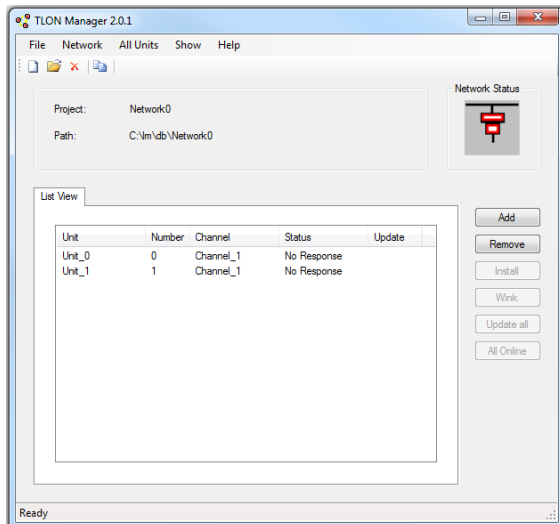 TLON Manager 2.0.1
File Network All Units Show Help
Network Status
Project: Network0
Path: C:\lm\db\Network0
List View
Unit Number Channel Status Update
Unit_0 0 Channel_1 No Response
Unit_1 1 Channel_1 No Response
Add
Remove
Install
Wink
Update all
All Online
Ready